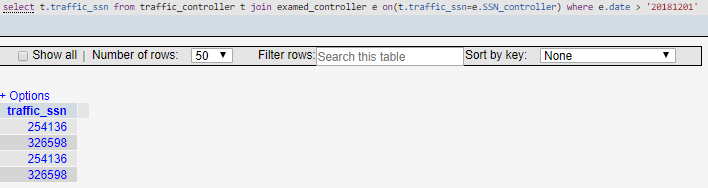 select t.traffic_ssn from traffic_controller t join examed_controller e on(t.traffic_ssn=e.SSN_controller) where e.date > '20181201'
Show all | Number of rows: 50 Filter rows: Search this table Sort by key: None
+ Options
traffic_ssn
254136
326598
254136
326598